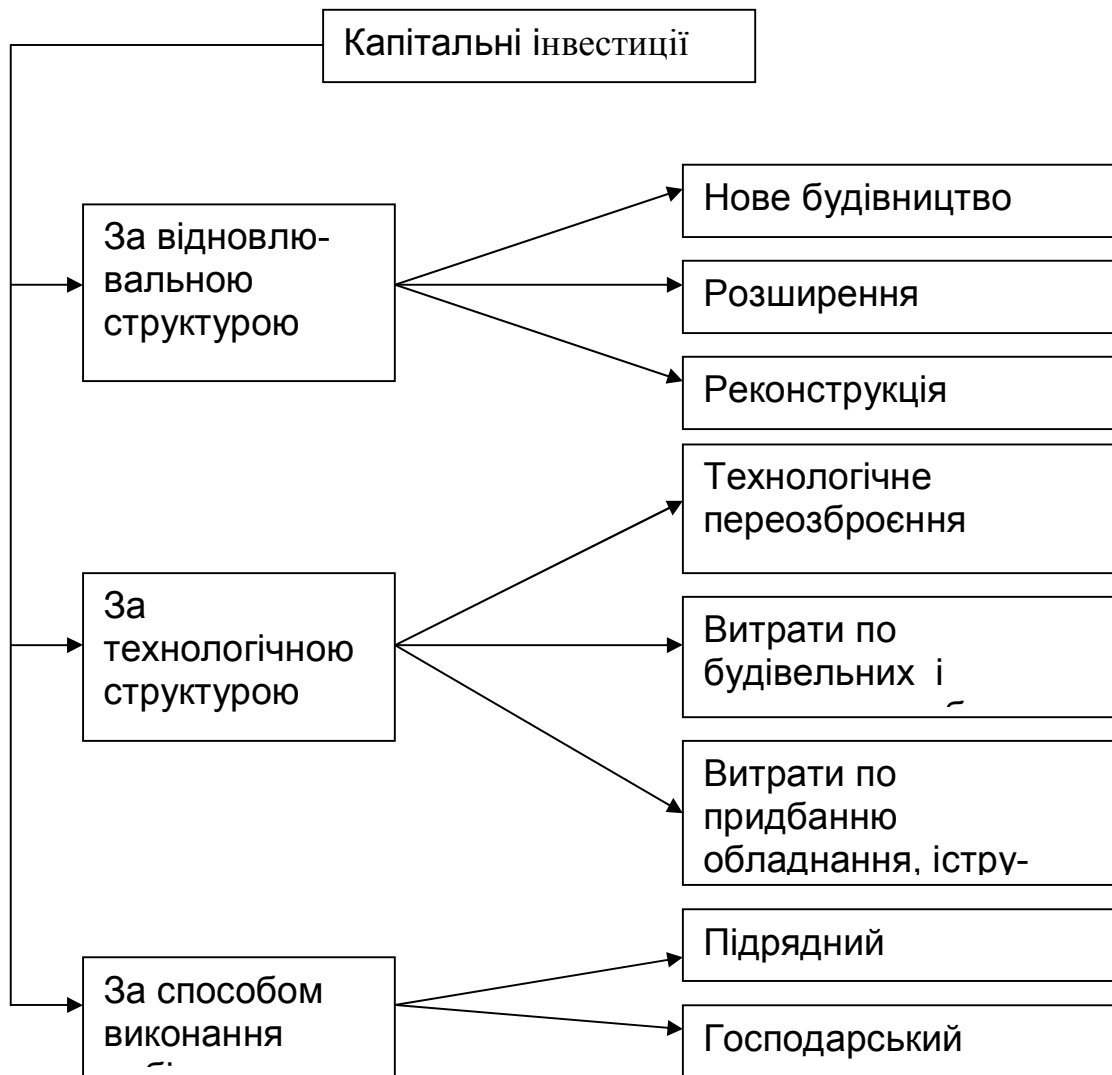 Капітальні інвестиції
За відновлю-
вальною
структурою
Нове будівництво
Розширення
Реконструкція
За
технологічною
структурою
Технологічне
переозброєння
Витрати по
будівельних і
Витрати по
придбанню
обладнання, істру-
За способом
виконання
Підрядний
Господарський